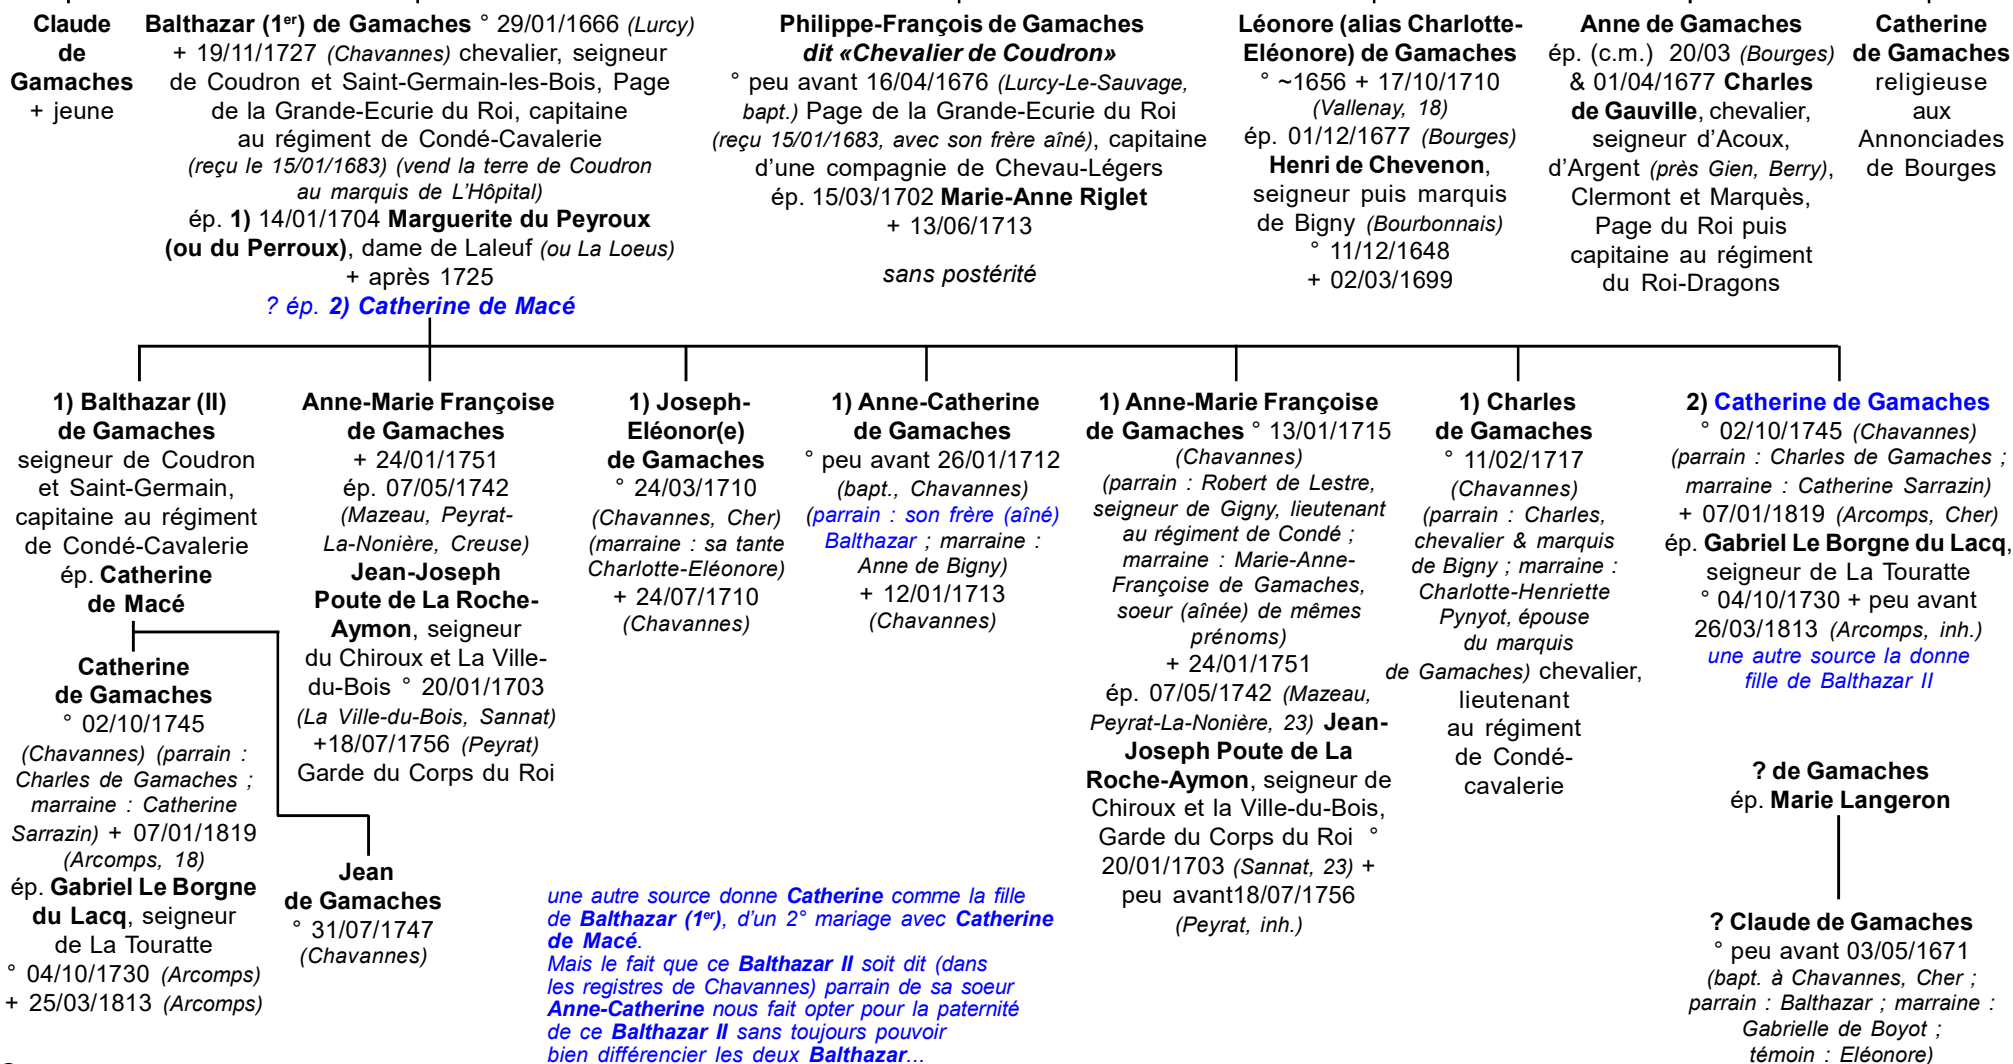 Claude
de
Gamaches
+ jeune
Balthazar (1er) de Gamaches ° 29/01/1666 (Lurcy)
+ 19/11/1727 (Chavannes) chevalier, seigneur
de Coudron et Saint-Germain-les-Bois, Page
de la Grande-Ecurie du Roi, capitaine
au régiment de Condé-Cavalerie
(reçu le 15/01/1683) (vend la terre de Coudron
au marquis de L'Hôpital)
ép. 1) 14/01/1704 Marguerite du Peyroux
(ou du Perroux), dame de Laleuf (ou La Loeus)
+ après 1725
? ép. 2) Catherine de Macé
Philippe-François de Gamaches
dit «Chevalier de Coudron»
° peu avant 16/04/1676 (Lurcy-Le-Sauvage,
bapt.) Page de la Grande-Ecurie du Roi
(reçu 15/01/1683, avec son frère aîné), capitaine
d'une compagnie de Chevau-Légers
ép. 15/03/1702 Marie-Anne Riglet
+ 13/06/1713
sans postérité
Léonore (alias Charlotte-
Eléonore) de Gamaches
° ~1656 + 17/10/1710
(Vallenay, 18)
ép. 01/12/1677 (Bourges)
Henri de Chevenon,
seigneur puis marquis
de Bigny (Bourbonnais)
° 11/12/1648
+ 02/03/1699
Anne de Gamaches
ép. (c.m.) 20/03 (Bourges)
& 01/04/1677 Charles
de Gauville, chevalier,
seigneur d'Acoux,
d'Argent (près Gien, Berry),
Clermont et Marquès,
Page du Roi puis
capitaine au régiment
du Roi-Dragons
Catherine
de Gamaches
religieuse
aux
Annonciades
de Bourges
1) Balthazar (II)
de Gamaches
seigneur de Coudron
et Saint-Germain,
capitaine au régiment
de Condé-Cavalerie
ép. Catherine
de Macé
Catherine
de Gamaches
° 02/10/1745
(Chavannes) (parrain :
Charles de Gamaches ;
marraine : Catherine
Sarrazin) + 07/01/1819
(Arcomps, 18)
ép. Gabriel Le Borgne
du Lacq, seigneur
de La Touratte
° 04/10/1730 (Arcomps)
+ 25/03/1813 (Arcomps)
Anne-Marie Françoise
de Gamaches
+ 24/01/1751
ép. 07/05/1742
(Mazeau, Peyrat-
La-Nonière, Creuse)
Jean-Joseph
Poute de La Roche-
Aymon, seigneur
du Chiroux et La Ville-
du-Bois ° 20/01/1703
(La Ville-du-Bois, Sannat)
+18/07/1756 (Peyrat)
Garde du Corps du Roi
Jean
de Gamaches
° 31/07/1747
(Chavannes)
1) Joseph-
Eléonor(e)
de Gamaches
° 24/03/1710
(Chavannes, Cher)
(marraine : sa tante
Charlotte-Eléonore)
+ 24/07/1710
(Chavannes)
1) Anne-Catherine
de Gamaches
° peu avant 26/01/1712
(bapt., Chavannes)
(parrain : son frère (aîné)
Balthazar ; marraine :
Anne de Bigny)
+ 12/01/1713
(Chavannes)
une autre source donne Catherine comme la fille
de Balthazar (1er), d'un 2° mariage avec Catherine
de Macé.
Mais le fait que ce Balthazar II soit dit (dans
les registres de Chavannes) parrain de sa soeur
Anne-Catherine nous fait opter pour la paternité
de ce Balthazar II sans toujours pouvoir
bien différencier les deux Balthazar...
1) Anne-Marie Françoise
de Gamaches ° 13/01/1715
(Chavannes)
(parrain : Robert de Lestre,
seigneur de Gigny, lieutenant
au régiment de Condé ;
marraine : Marie-Anne-
Françoise de Gamaches,
soeur (aînée) de mêmes
prénoms)
+ 24/01/1751
ép. 07/05/1742 (Mazeau,
Peyrat-La-Nonière, 23) Jean-
Joseph Poute de La
Roche-Aymon, seigneur de
Chiroux et la Ville-du-Bois,
Garde du Corps du Roi °
20/01/1703 (Sannat, 23) +
peu avant18/07/1756
(Peyrat, inh.)
1) Charles
de Gamaches
° 11/02/1717
(Chavannes)
(parrain : Charles,
chevalier & marquis
de Bigny ; marraine :
Charlotte-Henriette
Pynyot, épouse
du marquis
de Gamaches) chevalier,
lieutenant
au régiment
de Condé-
cavalerie
2) Catherine de Gamaches
° 02/10/1745 (Chavannes)
(parrain : Charles de Gamaches ;
marraine : Catherine Sarrazin)
+ 07/01/1819 (Arcomps, Cher)
ép. Gabriel Le Borgne du Lacq,
seigneur de La Touratte
° 04/10/1730 + peu avant
26/03/1813 (Arcomps, inh.)
une autre source la donne
fille de Balthazar II
? de Gamaches
ép. Marie Langeron
? Claude de Gamaches
° peu avant 03/05/1671
(bapt. à Chavannes, Cher ;
parrain : Balthazar ; marraine :
Gabrielle de Boyot ;
témoin : Eléonore)